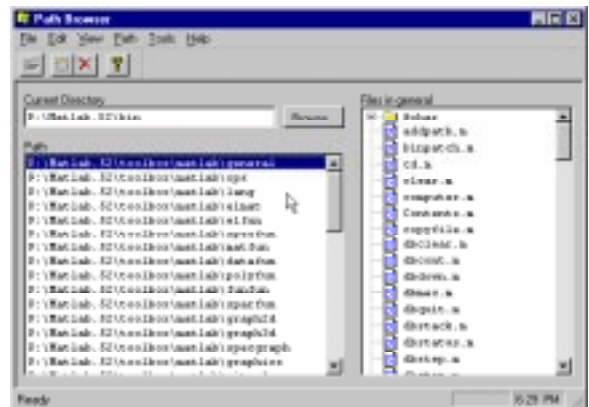 Path Browser
File Edit View Path Tools Help
Current Directory
Files in general
D:\Matlab.52\bin
Browse...
Path
D:\Matlab.52\toolbox\matlab\general
D:\Matlab.52\toolbox\matlab\ops
D:\Matlab.52\toolbox\matlab\lang
D:\Matlab.52\toolbox\matlab\elmat
D:\Matlab.52\toolbox\matlab\elfun
D:\Matlab.52\toolbox\matlab\specfun
D:\Matlab.52\toolbox\matlab\matfun
D:\Matlab.52\toolbox\matlab\datafun
D:\Matlab.52\toolbox\matlab\polyfun
D:\Matlab.52\toolbox\matlab\funfun
D:\Matlab.52\toolbox\matlab\sparfun
D:\Matlab.52\toolbox\matlab\graph2d
D:\Matlab.52\toolbox\matlab\graph3d
D:\Matlab.52\toolbox\matlab\specgraph
D:\Matlab.52\toolbox\matlab\graphics
addpath.m
binpatch.m
cd.m
clear.m
computer.m
Contents.m
copyfile.m
dbclear.m
dbcont.m
dbdown.m
dbmex.m
dbquit.m
dbstack.m
dbstatus.m
dbstep.m
Ready
6:29 PM